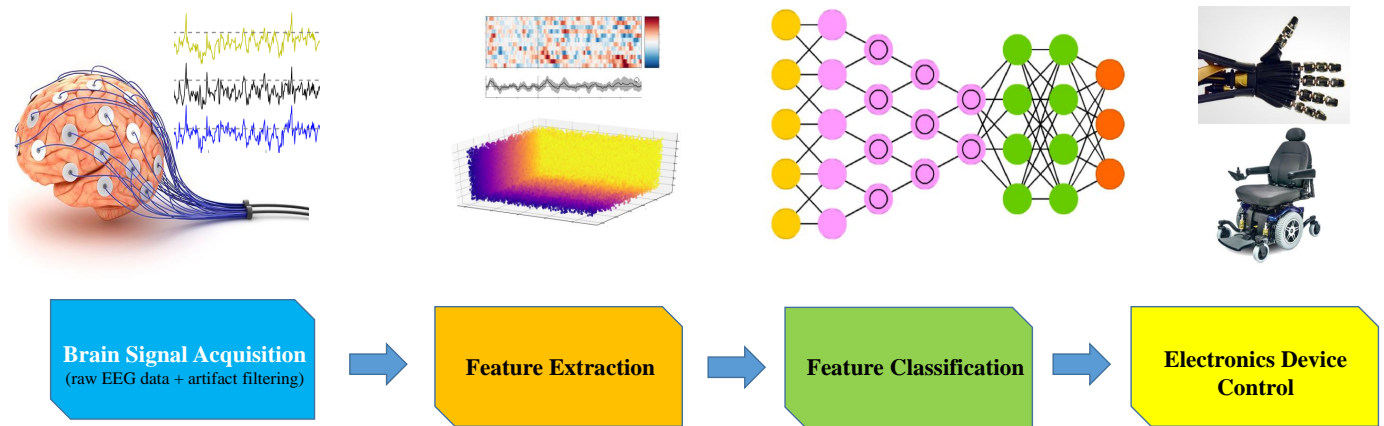 Brain Signal Acquisition
(raw EEG data + artifact filtering)
Feature Extraction
Feature Classification
Electronics Device
Control